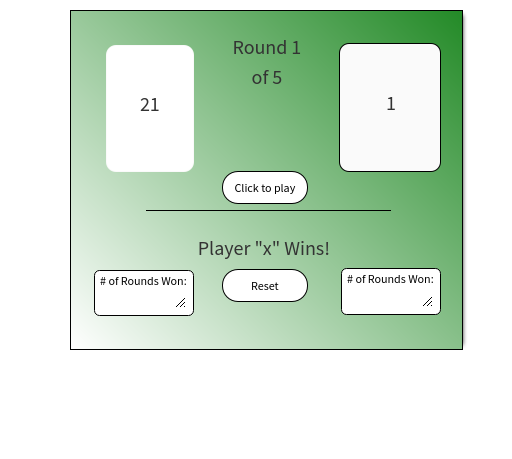 Round 1
of 5
21
1
Click to play
Player "x" Wins!
# of Rounds Won:
Reset
# of Rounds Won: